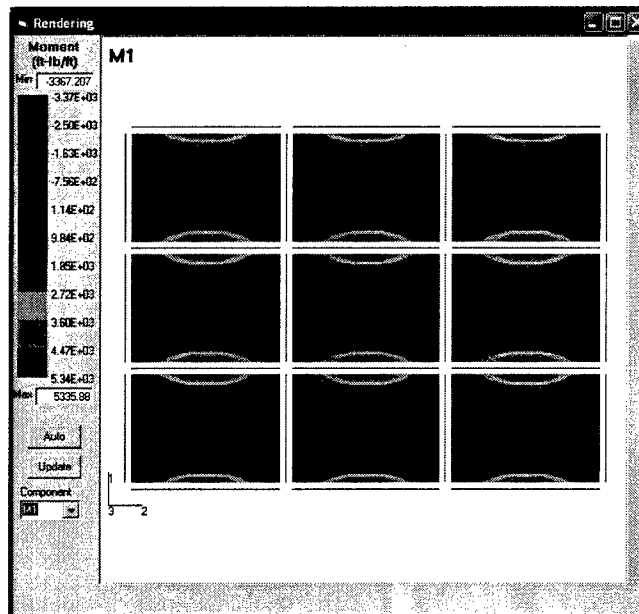 Rendering
Moment
(ft-lb/ft)
Min -3367.207
-3.37E+03
-2.50E+03
-1.63E+03
-7.56E+02
1.14E+02
9.84E+02
1.85E+03
2.72E+03
3.60E+03
4.47E+03
5.34E+03
Max 5335.88
Auto
Update
Component
M1
M1
1
3 2